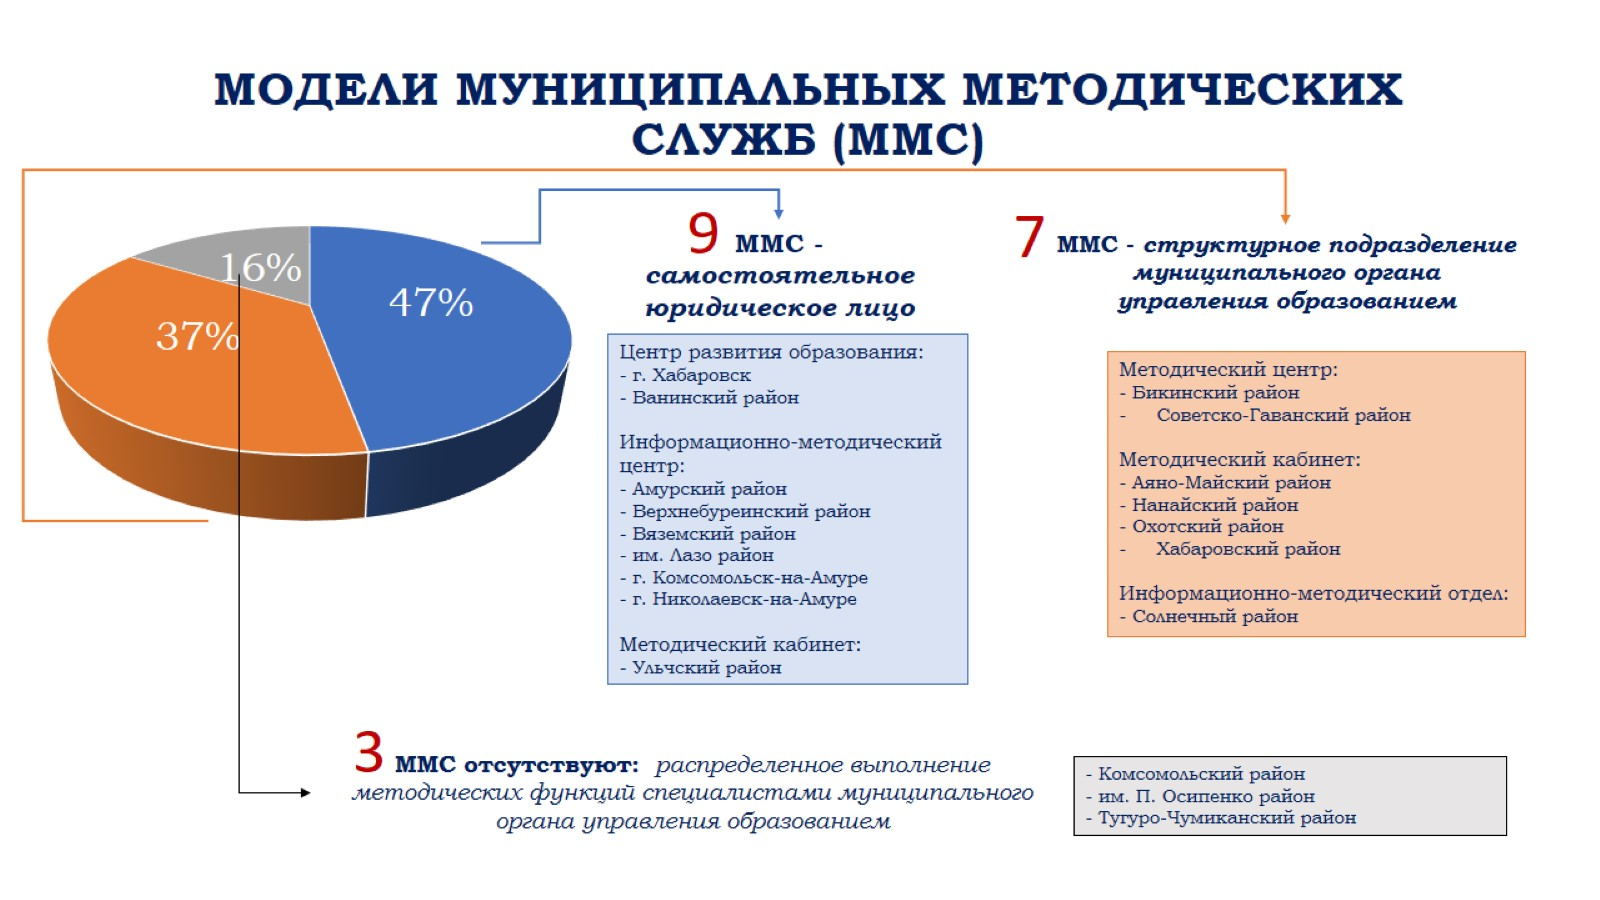 МОДЕЛИ МУНИЦИПАЛЬНЫХ МЕТОДИЧЕСКИХ
СЛУЖБ (ММС)
16%
47%
37%
9 ММС -
самостоятельное
юридическое лицо
Центр развития образования:
- г. Хабаровск
- Ванинский район
Информационно-методический
центр:
- Амурский район
- Верхнебуреинский район
- Вяземский район
- им. Лазо район
- г. Комсомольск-на-Амуре
- г. Николаевск-на-Амуре
Методический кабинет:
- Ульчский район
7 ММС - структурное подразделение
муниципального органа
управления образованием
Методический центр:
- Бикинский район
- Советско-Гаванский район
Методический кабинет:
- Аяно-Майский район
- Нанайский район
- Охотский район
- Хабаровский район
Информационно-методический отдел:
- Солнечный район
3 ММС отсутствуют: распределенное выполнение
методических функций специалистами муниципального
органа управления образованием
- Комсомольский район
- им. П. Осипенко район
- Тугуро-Чумиканский район